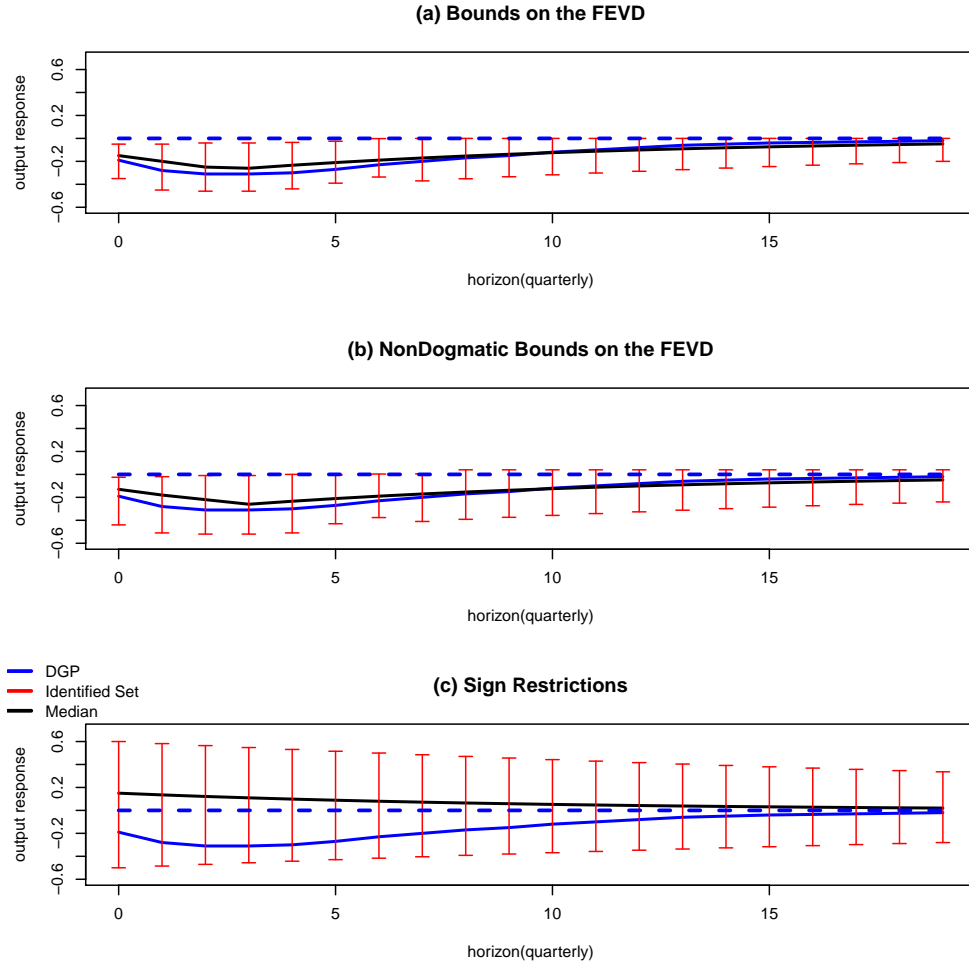 (a) Bounds on the FEVD
output response
0.6
0.2
−0.2
−0.6
0 5 10 15
horizon(quarterly)
(b) NonDogmatic Bounds on the FEVD
output response
0.6
0.2
−0.2
−0.6
0 5 10 15
horizon(quarterly)
DGP
Identified Set
Median
(c) Sign Restrictions
output response
0.6
0.2
−0.2
−0.6
0 5 10 15
horizon(quarterly)